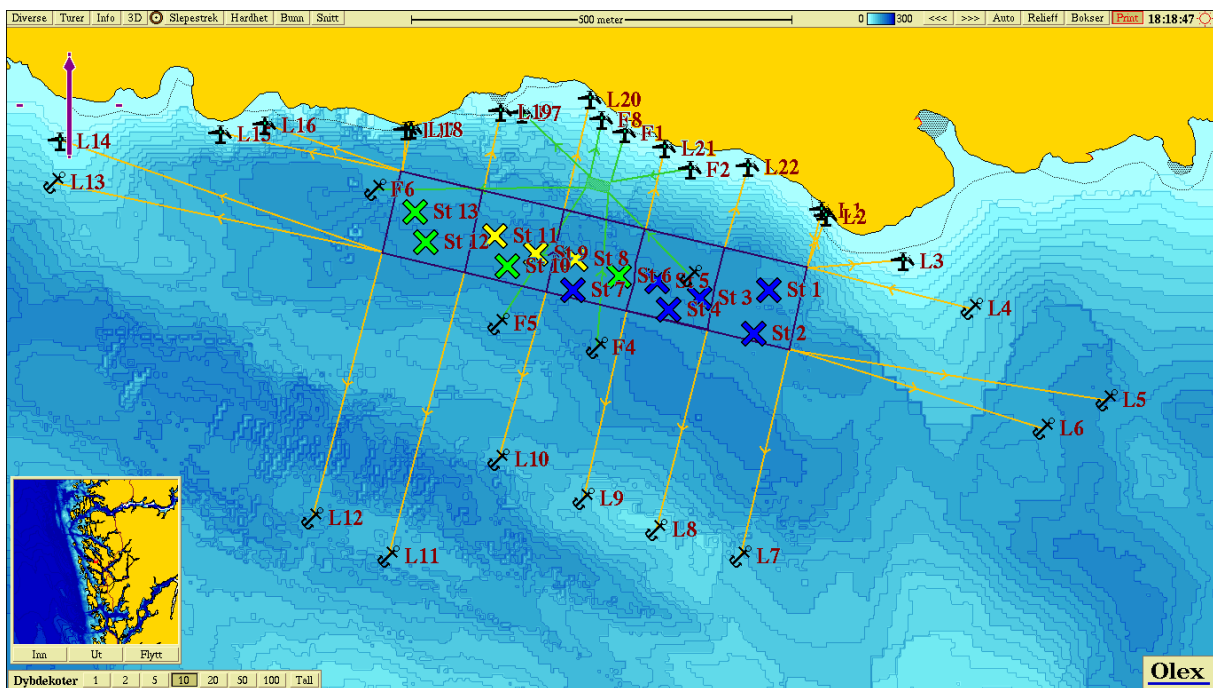 Diverse Turer Info 3D Slepestrek Hardhet Bunn Snitt 500 meter 0 300 <<< >>> Auto Relieff Bokser Print 18:18:47
L20
L197
F8
L16
L15
L18
F1
L14
L21
L22
F2
L13
F6
L1
L2
St 13
St 11
St 12
L3
St 9
St 8
St 10
St 6
St 5
St 1
St 7
St 3
St 4
L4
F5
St 2
F4
L5
L6
L10
L9
L12
L8
L11
L7
Inn Ut Flytt
Dybdekoter 1 2 5 10 20 50 100 Tall
Olex